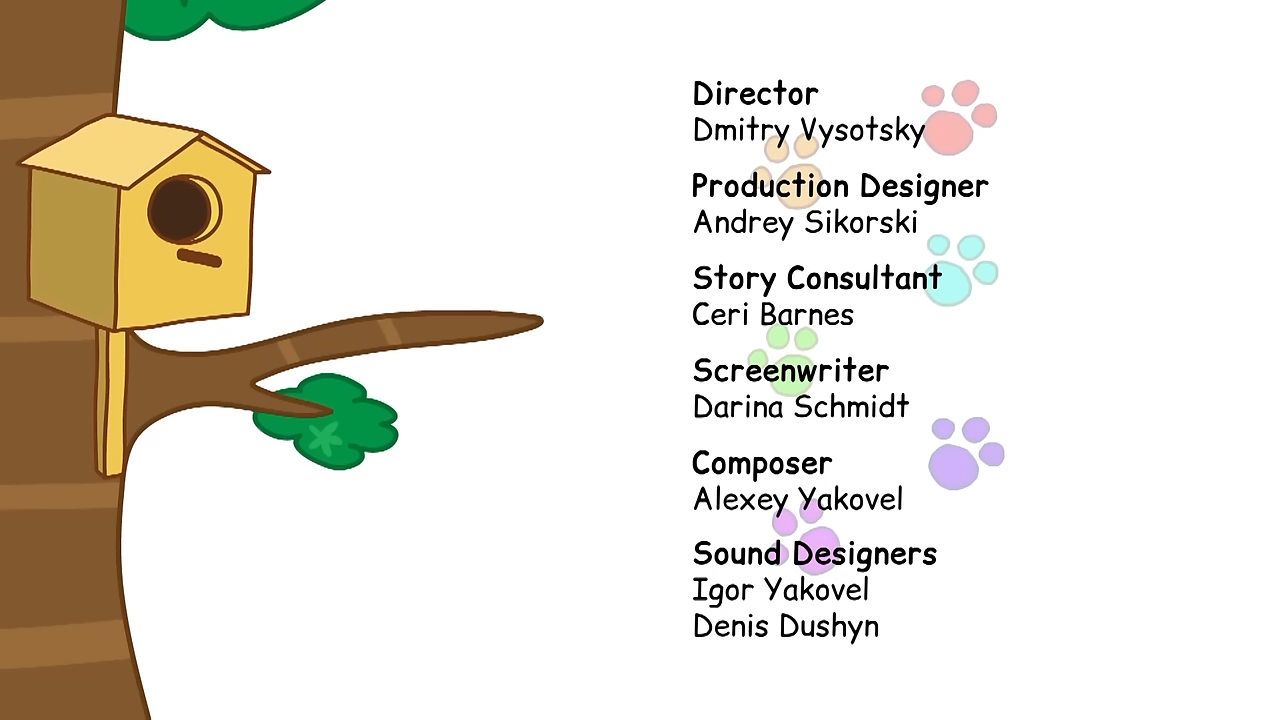 Director
Dmitry Vysotsky
Production Designer
Andrey Sikorski
Story Consultant
Ceri Barnes
Screenwriter
Darina Schmidt
Composer
Alexey Yakovel
Sound Designers
Igor Yakovel
Denis Dushyn